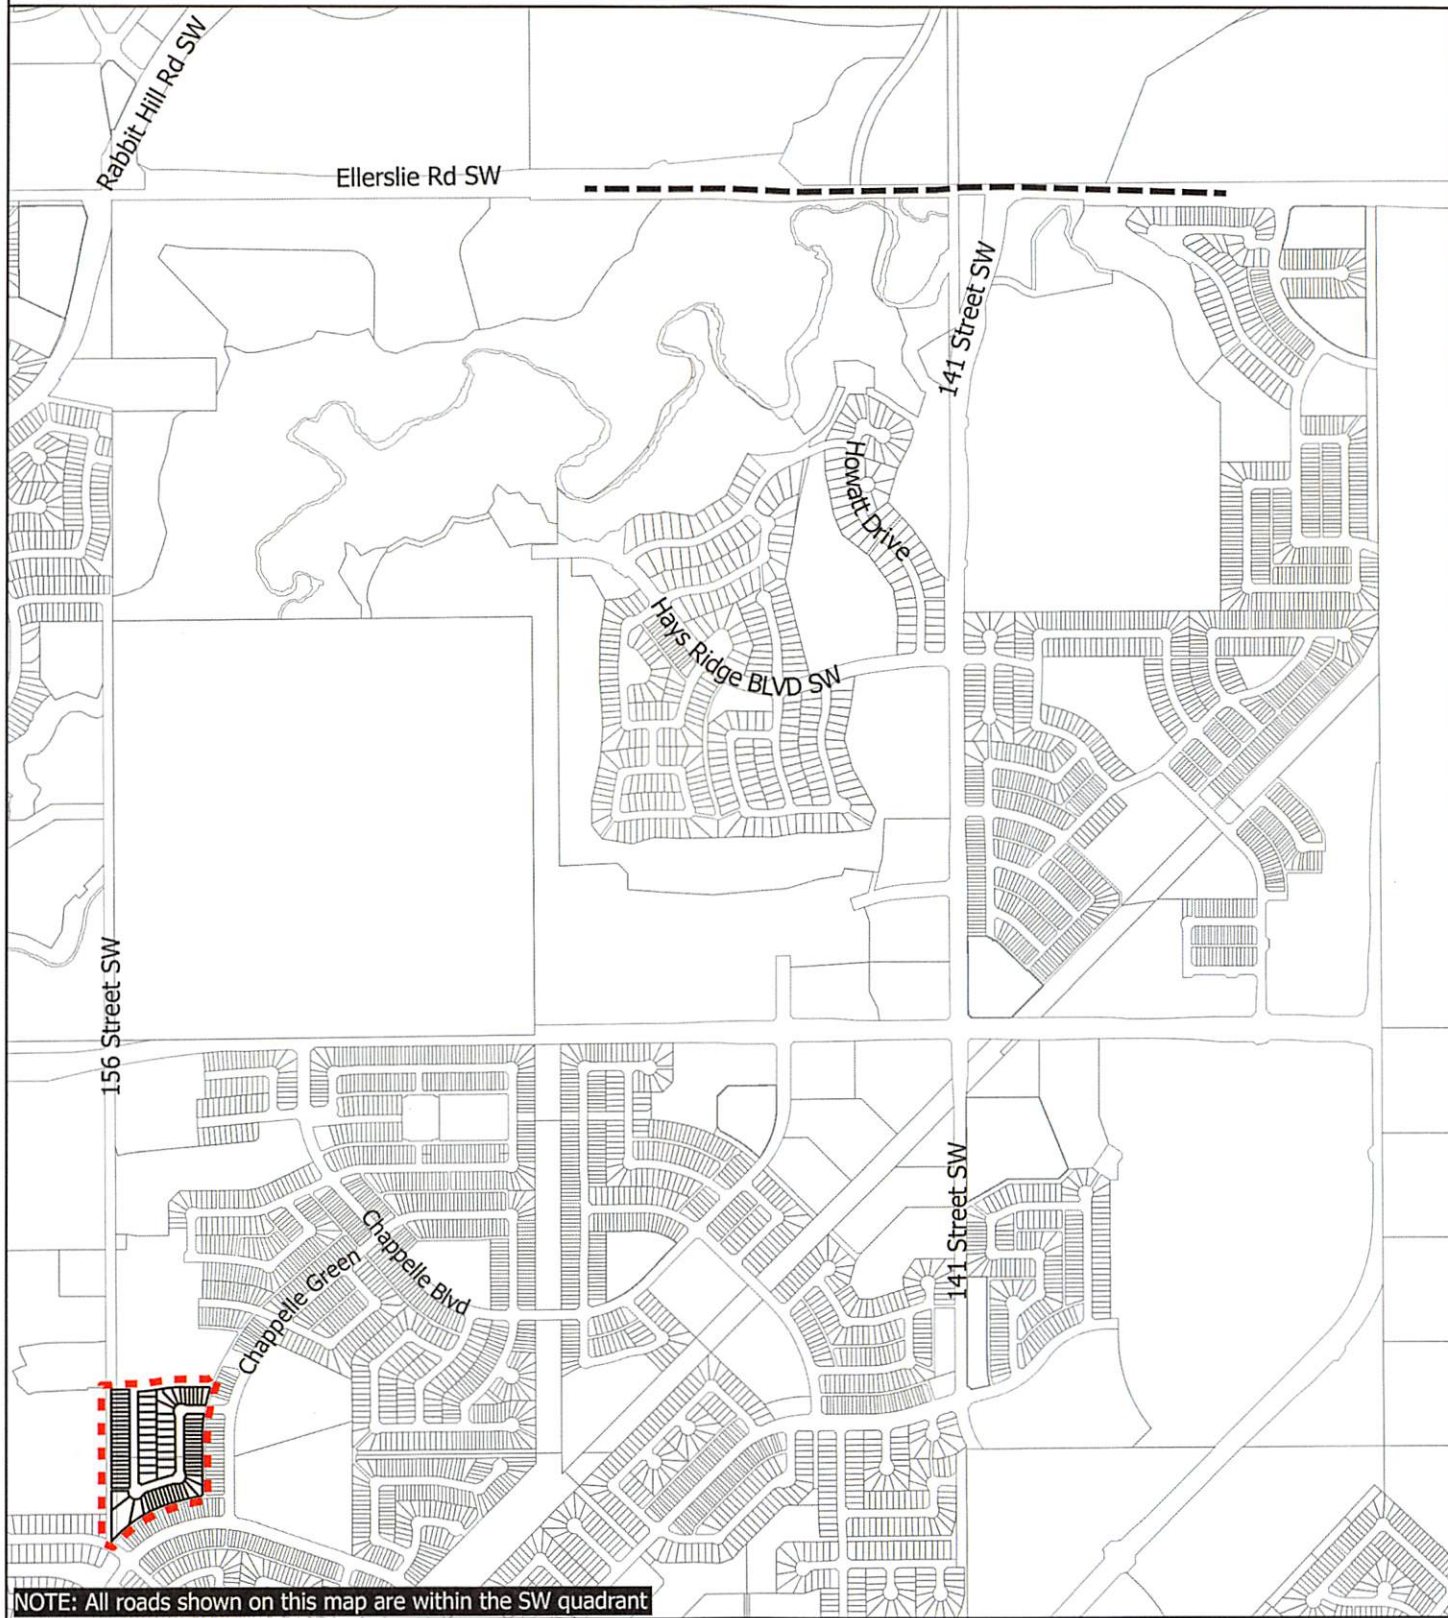 Rabbit Hill Rd SW
Ellerslie Rd SW
141 Street SW
Howatt Drive
Hays Ridge BLVD SW
156 Street SW
Chappelle Blvd
Chappelle Green
141 Street SW
NOTE: All roads shown on this map are within the SW quadrant